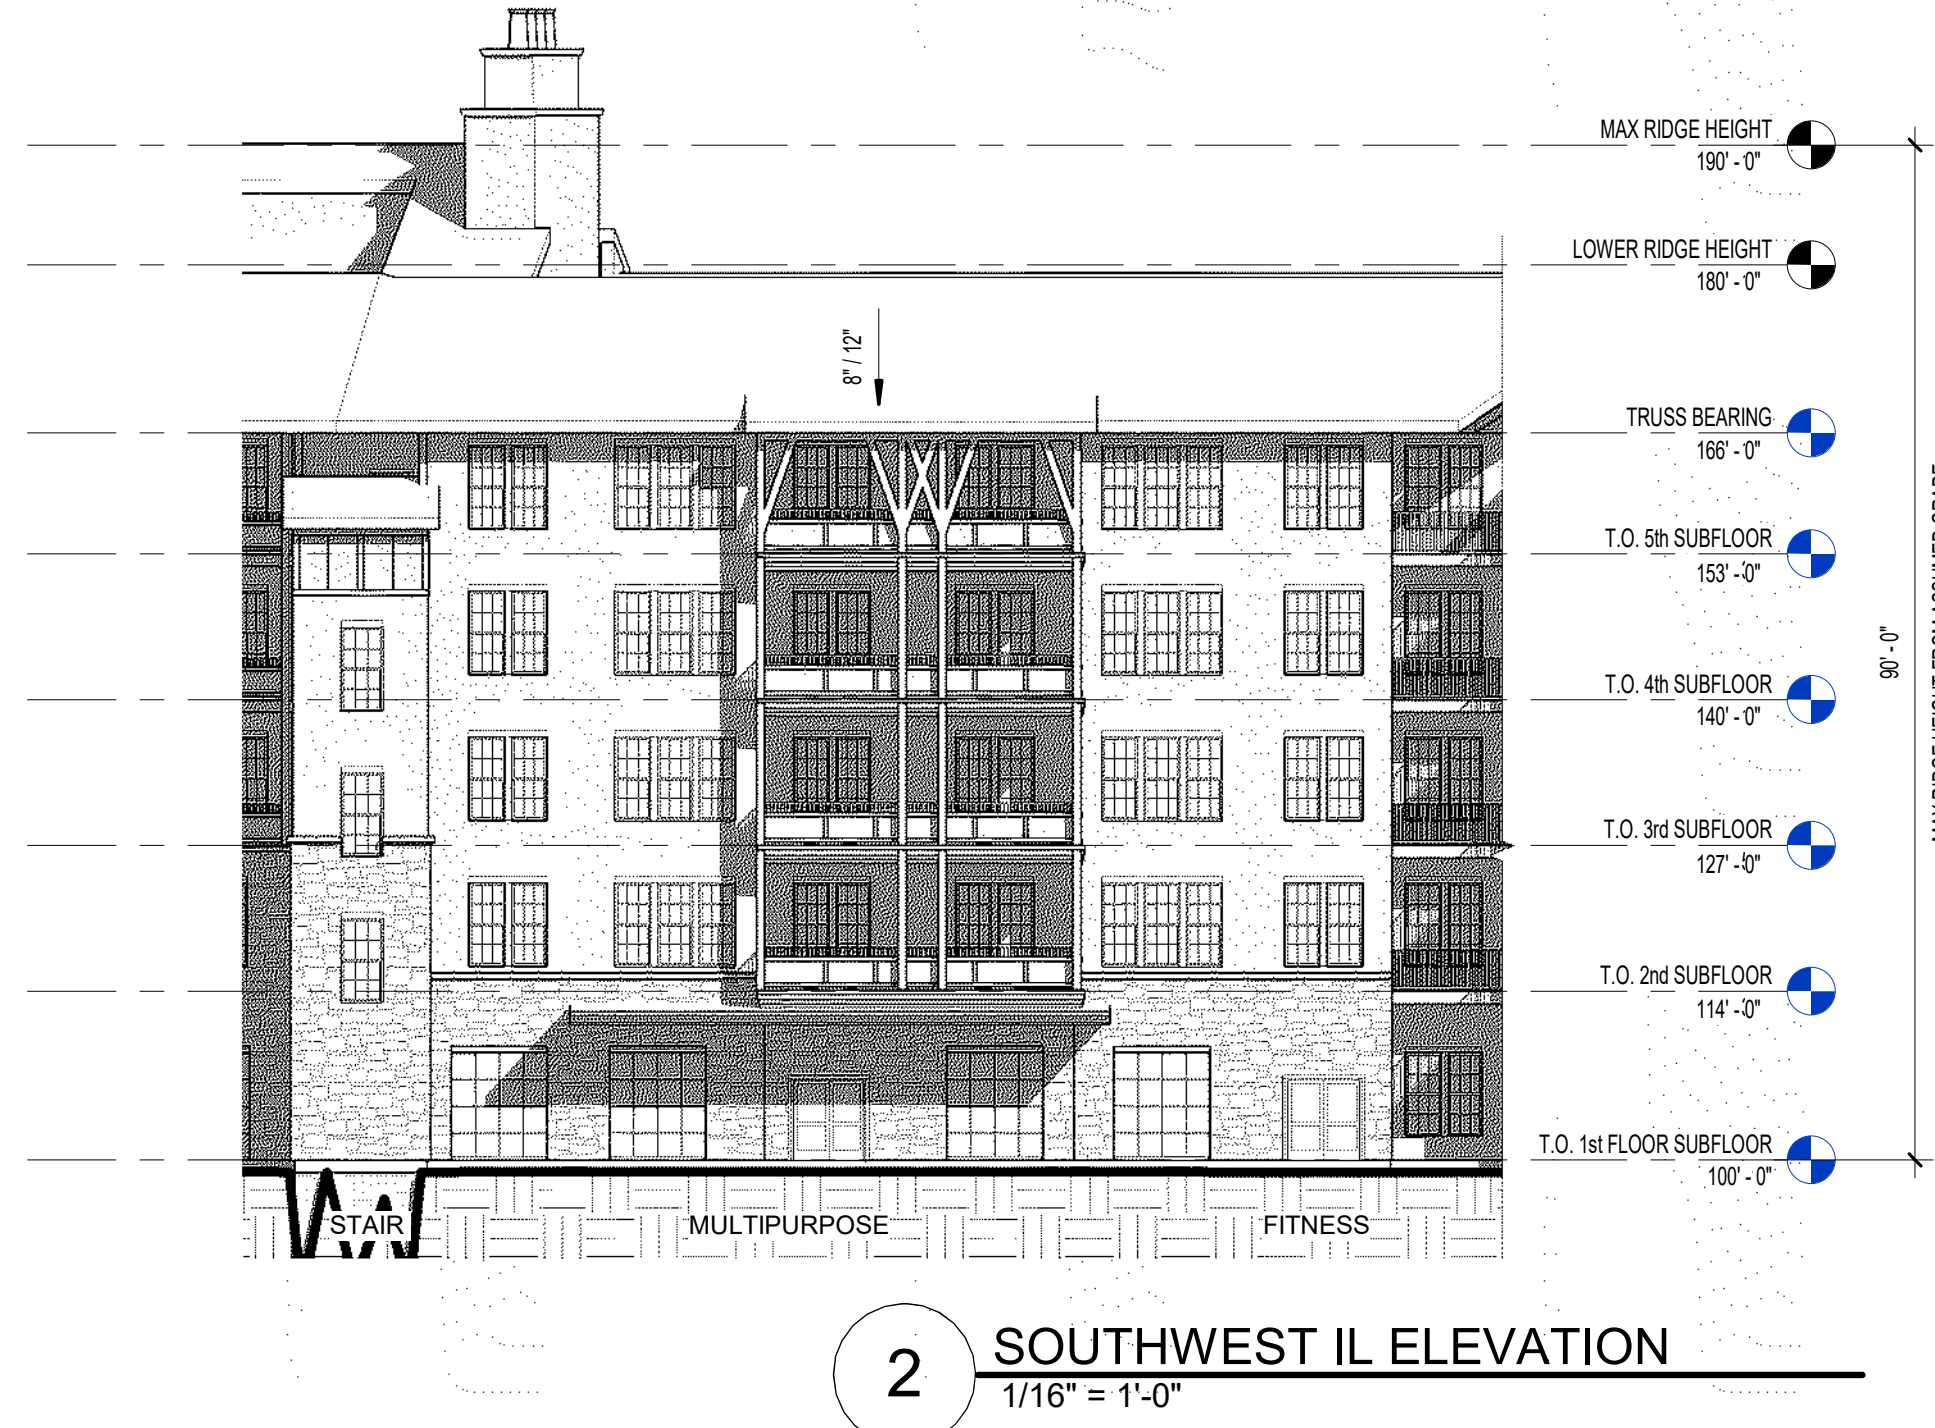 MAX RIDGE HEIGHT
190' - 0"
LOWER RIDGE HEIGHT
180' - 0"
8" / 12"
TRUSS BEARING
166' - 0"
T.O. 5th SUBFLOOR
153' - 0"
90' - 0"
T.O. 4th SUBFLOOR
140' - 0"
T.O. 3rd SUBFLOOR
127' - 0"
T.O. 2nd SUBFLOOR
114' - 0"
T.O. 1st FLOOR SUBFLOOR
100' - 0"
STAIR
MULTIPURPOSE
FITNESS
2
SOUTHWEST IL ELEVATION
1/16" = 1'-0"